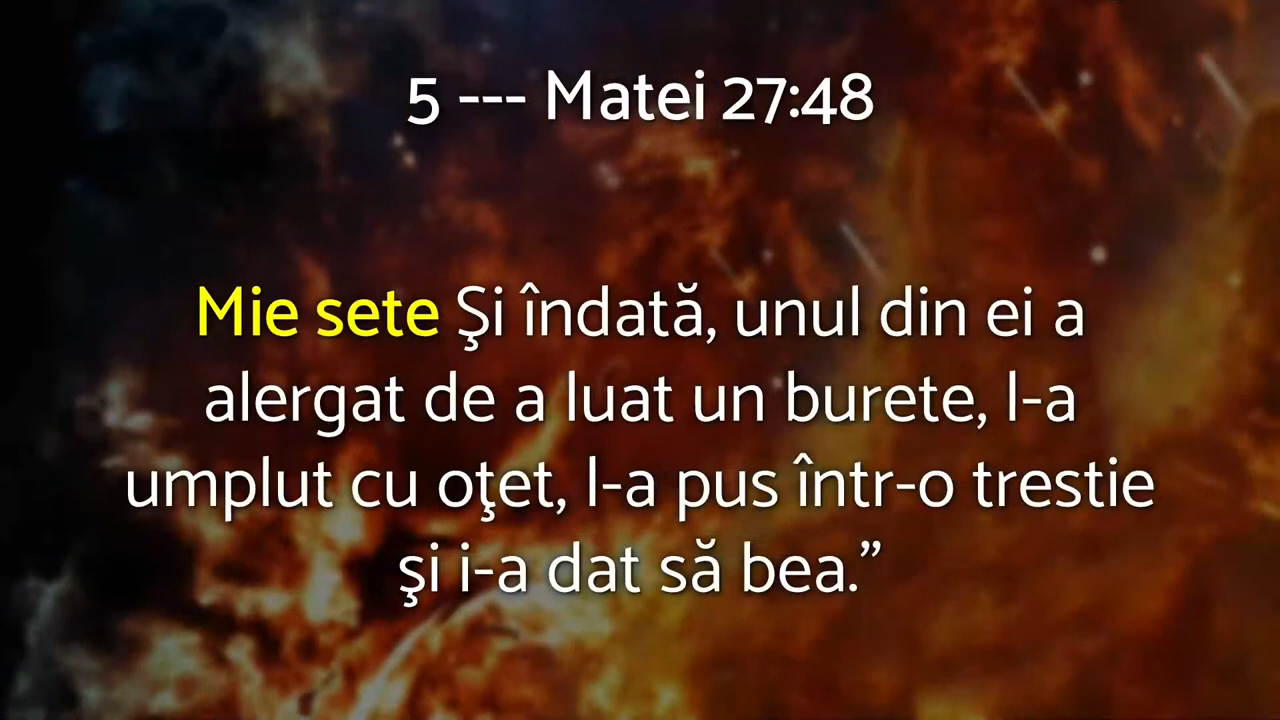 5 --- Matei 27:48
Mie sete Şi îndată, unul din ei a
alergat de a luat un burete, l-a
umplut cu oţet, l-a pus într-o trestie
şi i-a dat să bea.”